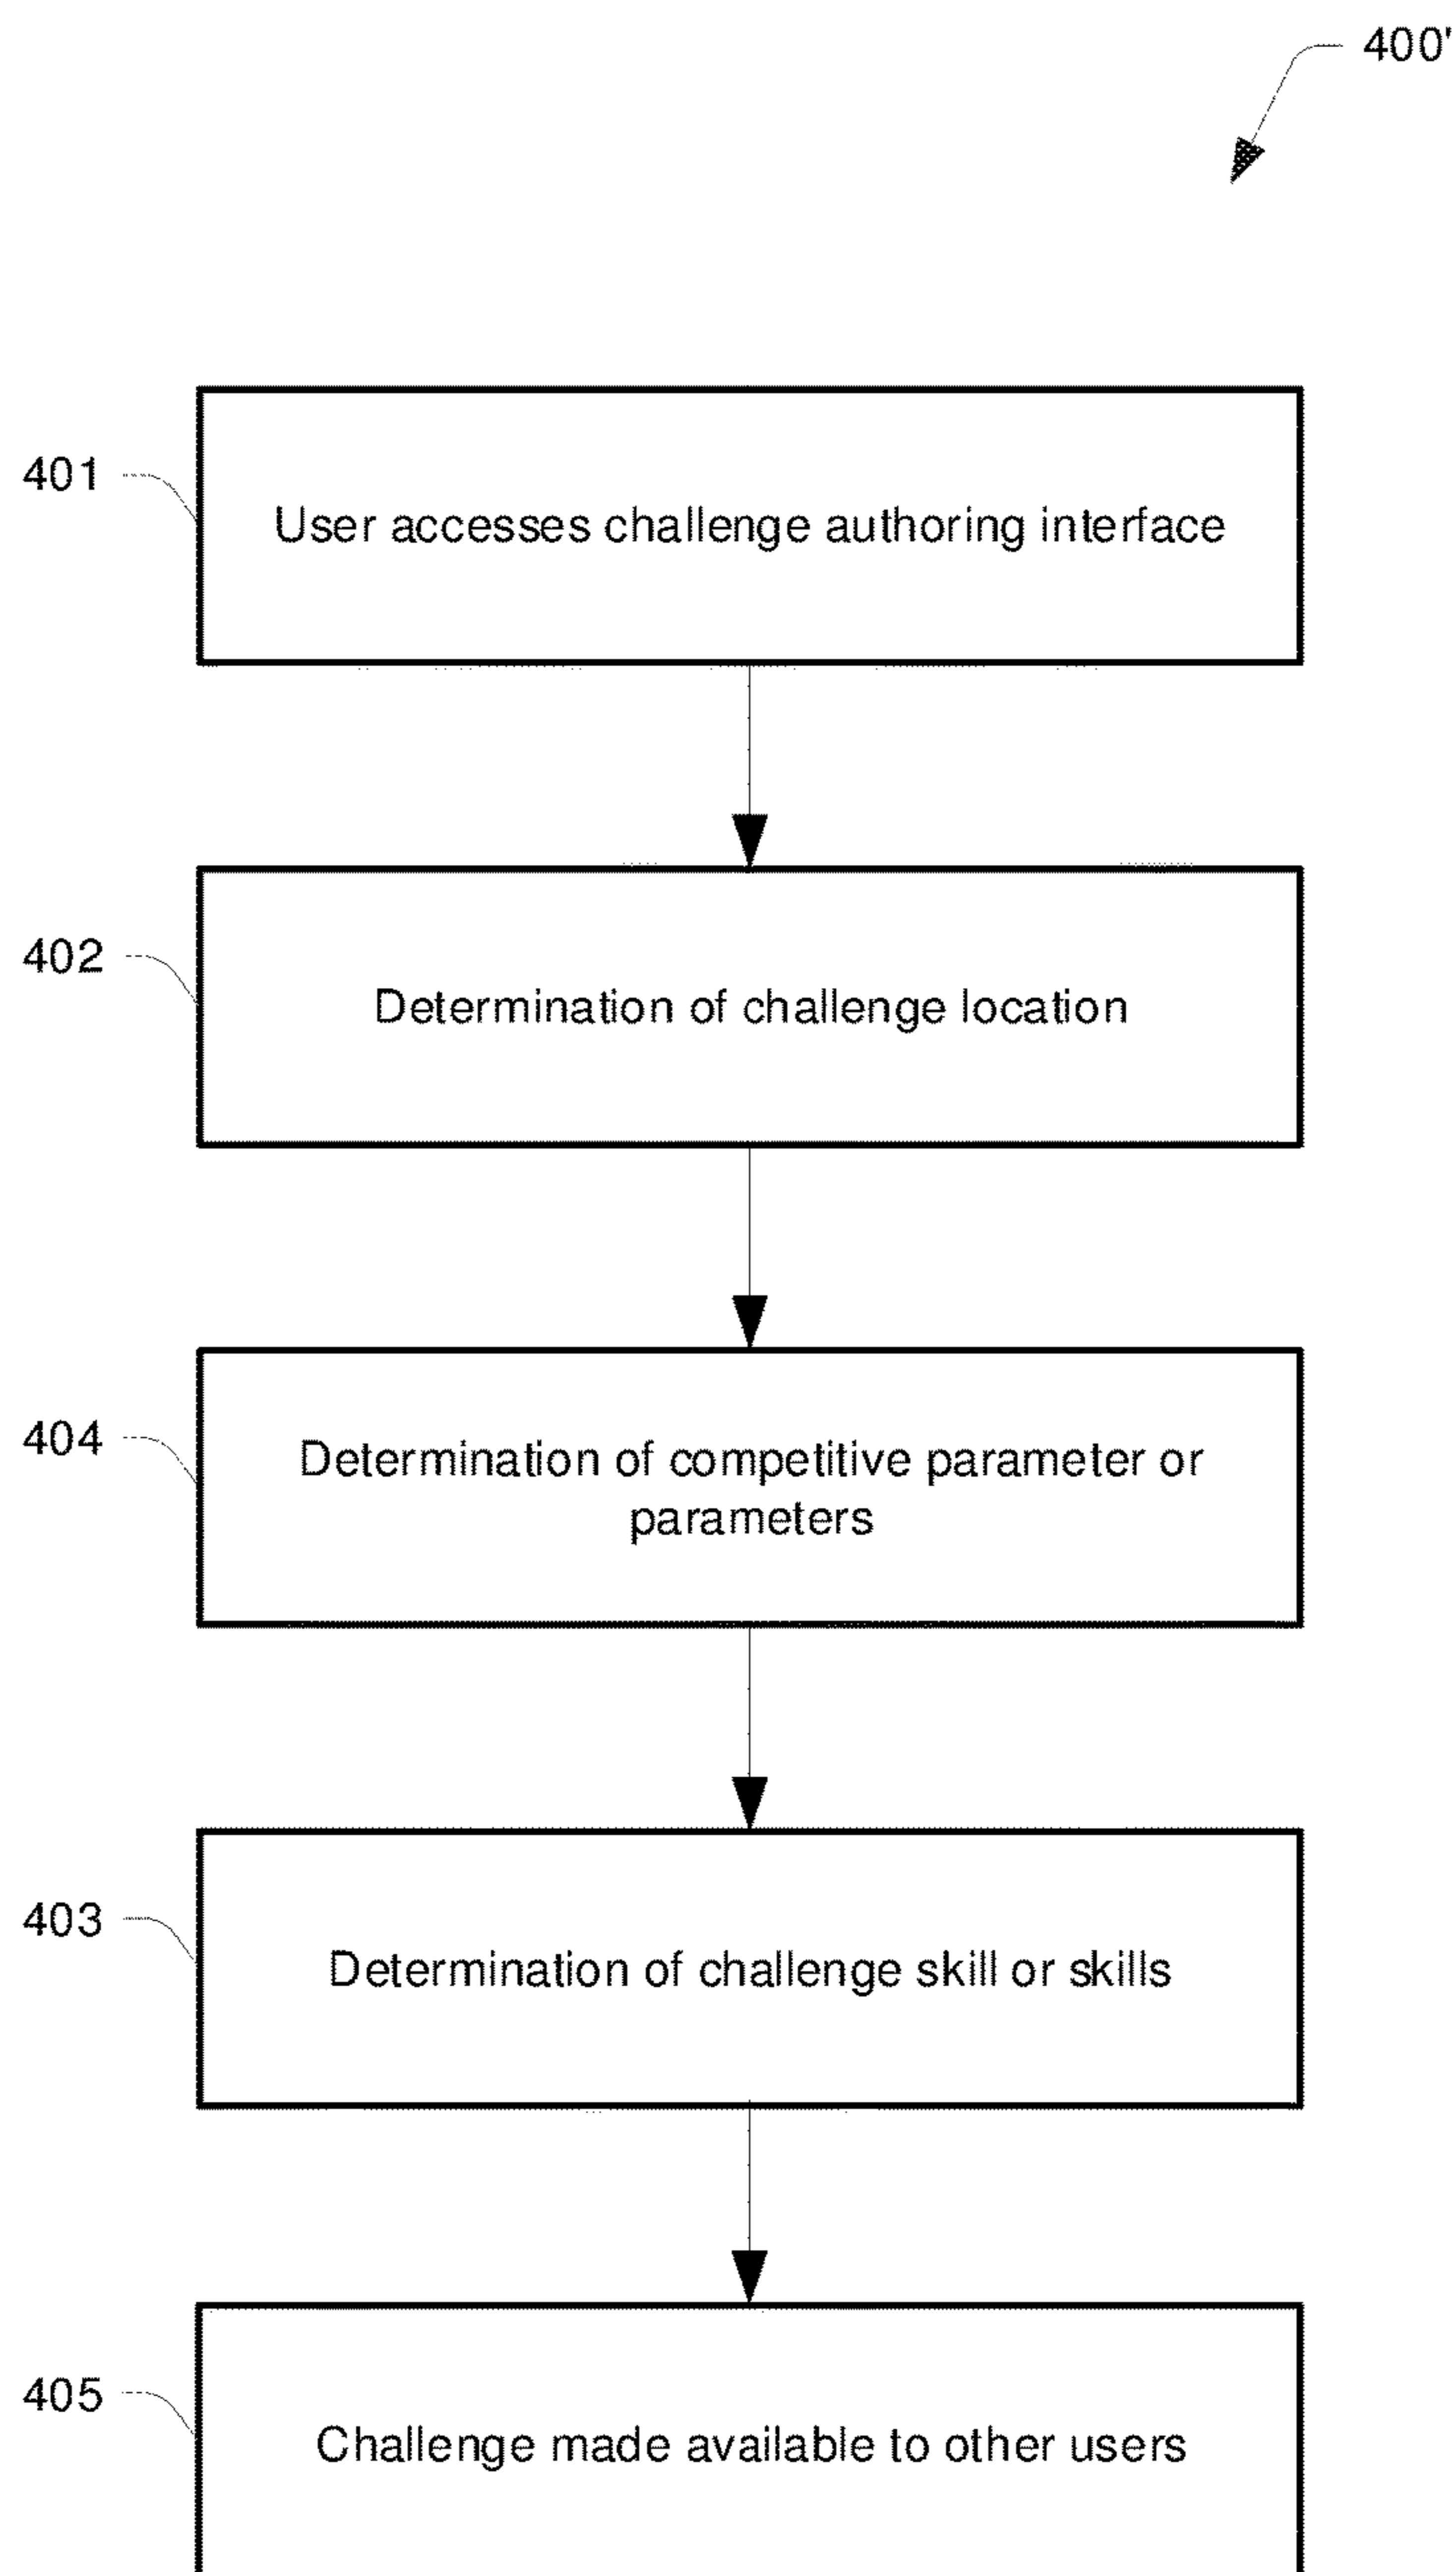 400'
401
User accesses challenge authoring interface
402
Determination of challenge location
404
Determination of competitive parameter or
parameters
403
Determination of challenge skill or skills
405
Challenge made available to other users